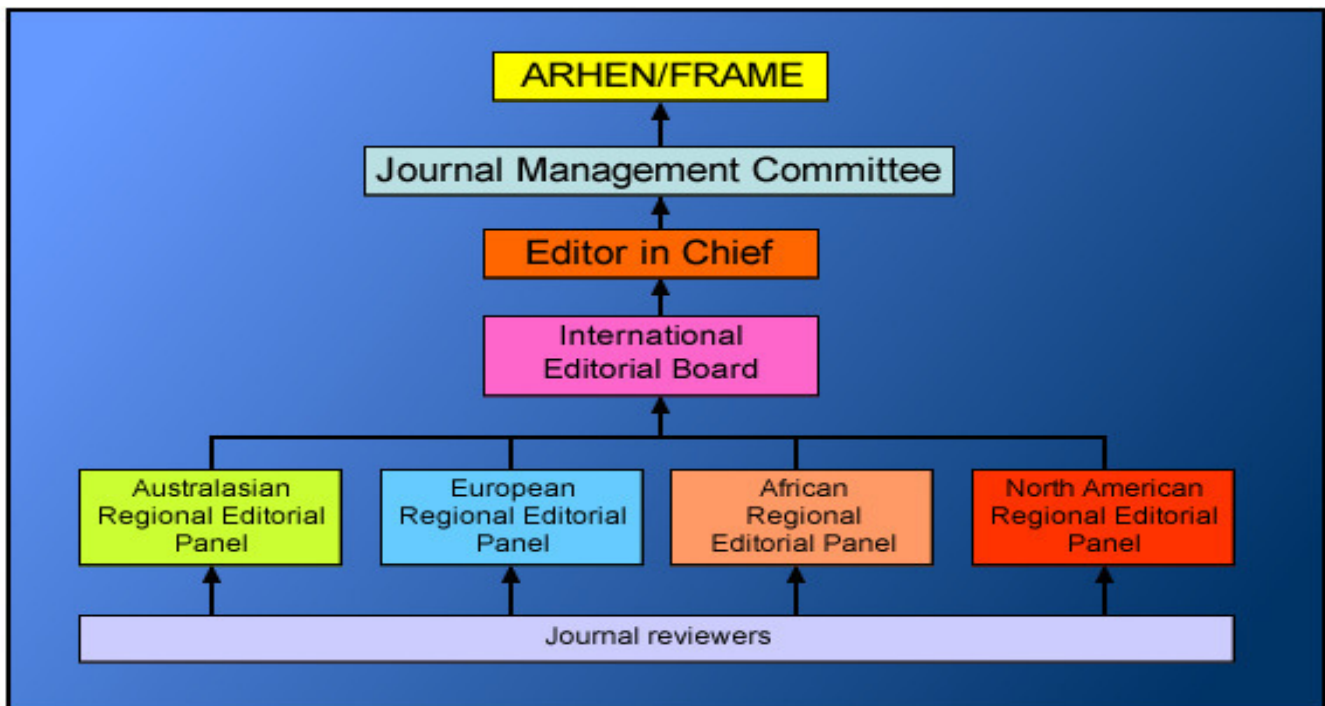 ARHEN/FRAME
Journal Management Committee
Editor in Chief
International
Editorial Board
Australasian
Regional Editorial
Panel
European
Regional Editorial
Panel
African
Regional
Editorial Panel
North American
Regional Editorial
Panel
Journal reviewers